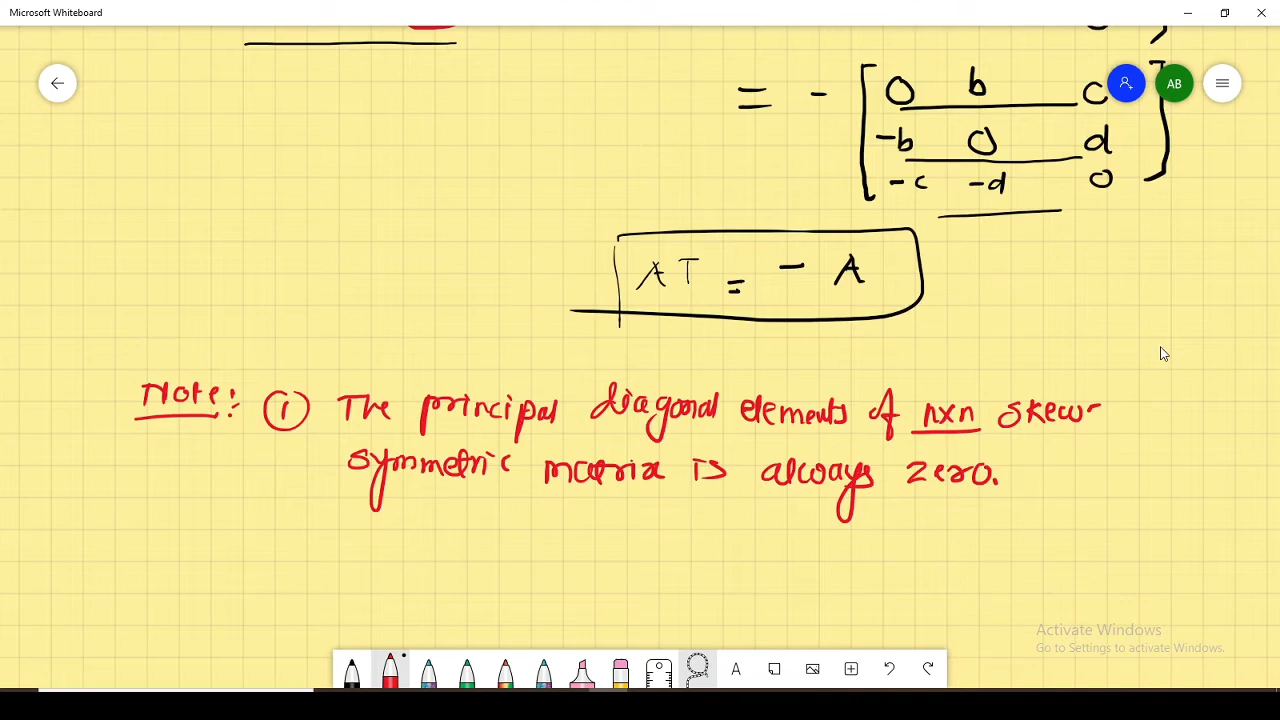 Microsoft Whiteboard
= - [ 0 b c ]
-b 0 d
-c -d 0
AB
AT = - A
Note: ① The principal diagonal elements of nxn skew-
symmetric matrix is always zero.
Activate Windows
Go to Settings to activate Windows.
A